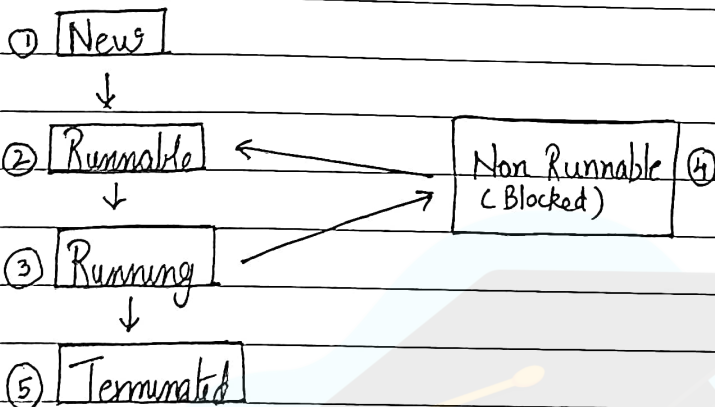 ① New
② Runnable
Non Runnable ④
(Blocked)
③ Running
⑤ Terminated